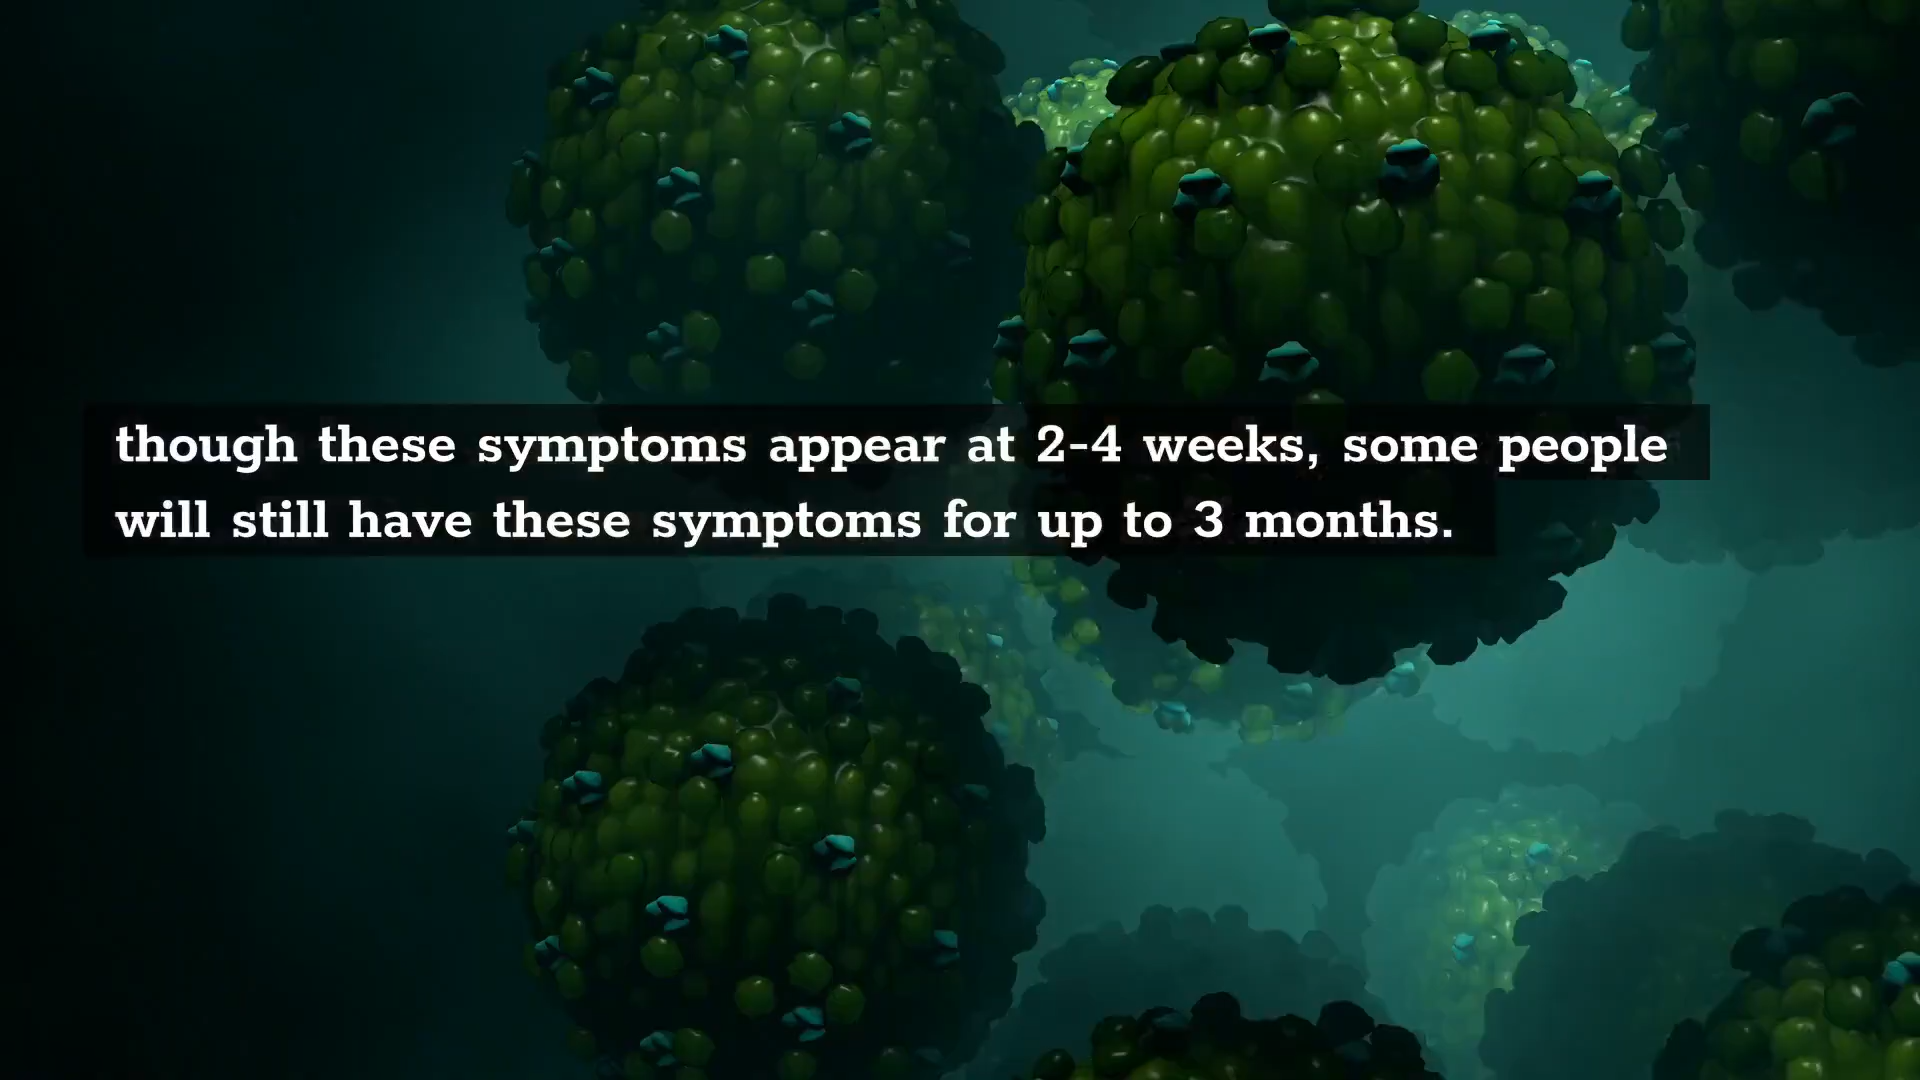 though these symptoms appear at 2-4 weeks, some people
will still have these symptoms for up to 3 months.